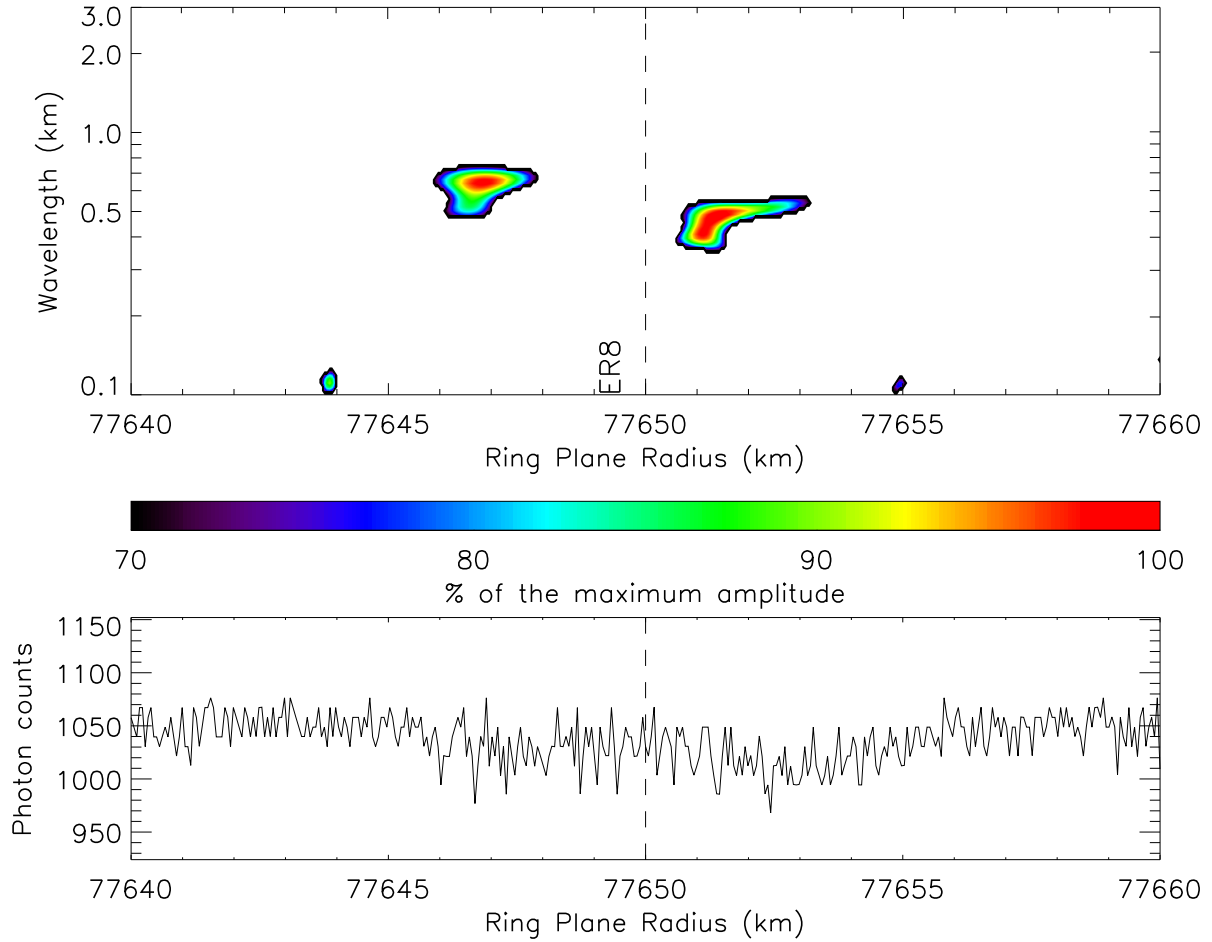 3.0
2.0
1.0
0.5
0.1
Wavelength (km)
ER8
77640 77645 77650 77655 77660
Ring Plane Radius (km)
70 80 90 100
% of the maximum amplitude
1150
1100
1050
1000
950
Photon counts
77640 77645 77650 77655 77660
Ring Plane Radius (km)